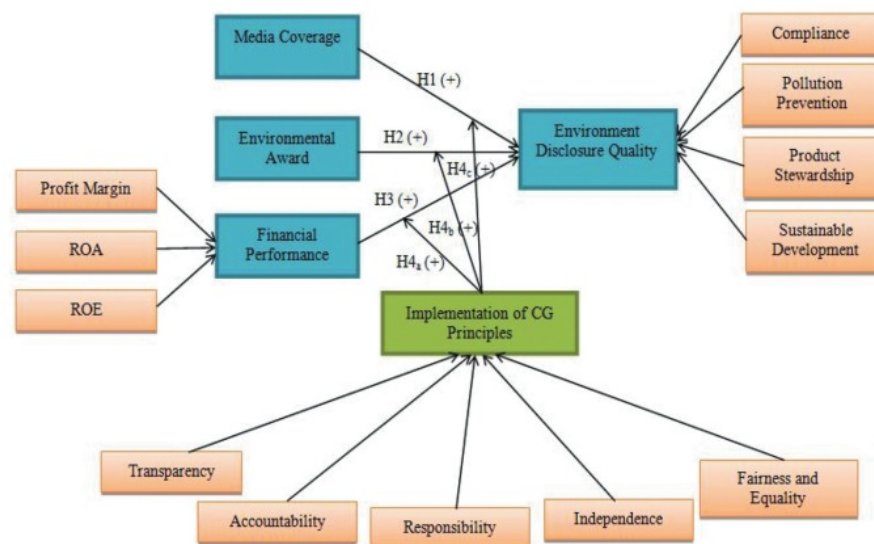 Media Coverage
Compliance
H1 (+)
Pollution
Prevention
Environmental
Award
H2 (+)
Environment
Disclosure Quality
H4c (+)
Product
Stewardship
Profit Margin
H3 (+)
Sustainable
Development
Financial
Performance
H4b (+)
ROA
H4a (+)
ROE
Implementation of CG
Principles
Transparency
Accountability
Responsibility
Independence
Fairness and
Equality